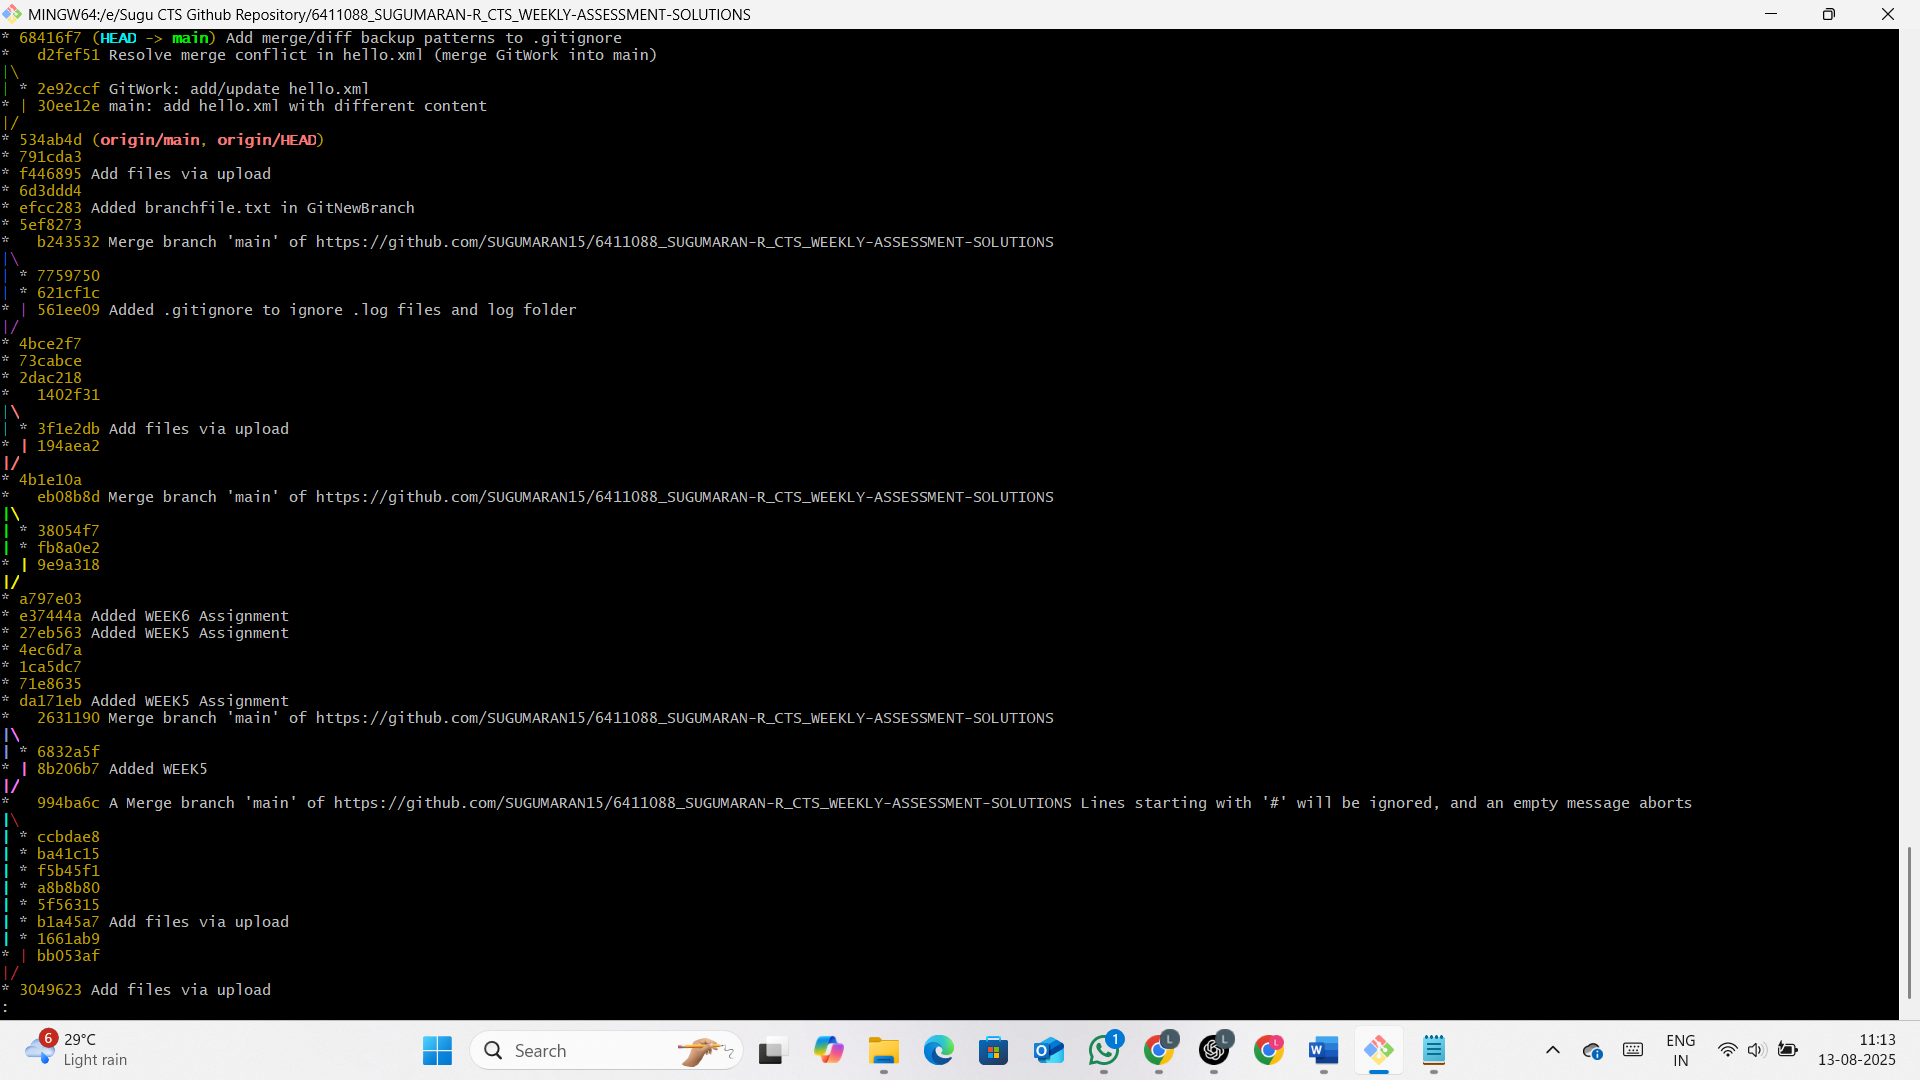 MINGW64:/e/Sugu CTS Github Repository/6411088_SUGUMARAN-R_CTS_WEEKLY-ASSESSMENT-SOLUTIONS
* 68416f7 (HEAD -> main) Add merge/diff backup patterns to .gitignore
*   d2fef51 Resolve merge conflict in hello.xml (merge GitWork into main)
|\
| * 2e92ccf GitWork: add/update hello.xml
* | 30ee12e main: add hello.xml with different content
|/
* 534ab4d (origin/main, origin/HEAD)
* 791cda3
* f446895 Add files via upload
* 6d3ddd4
* efcc283 Added branchfile.txt in GitNewBranch
* 5ef8273
*   b243532 Merge branch 'main' of https://github.com/SUGUMARAN15/6411088_SUGUMARAN-R_CTS_WEEKLY-ASSESSMENT-SOLUTIONS
|\
| * 7759750
| * 621cf1c
* | 561ee09 Added .gitignore to ignore .log files and log folder
|/
* 4bce2f7
* 73cabce
* 2dac218
*   1402f31
|\
| * 3f1e2db Add files via upload
* | 194aea2
|/
* 4b1e10a
*   eb08b8d Merge branch 'main' of https://github.com/SUGUMARAN15/6411088_SUGUMARAN-R_CTS_WEEKLY-ASSESSMENT-SOLUTIONS
|\
| * 38054f7
| * fb8a0e2
* | 9e9a318
|/
* a797e03
* e37444a Added WEEK6 Assignment
* 27eb563 Added WEEK5 Assignment
* 4ec6d7a
* 1ca5dc7
* 71e8635
* da171eb Added WEEK5 Assignment
*   2631190 Merge branch 'main' of https://github.com/SUGUMARAN15/6411088_SUGUMARAN-R_CTS_WEEKLY-ASSESSMENT-SOLUTIONS
|\
| * 6832a5f
* | 8b206b7 Added WEEK5
|/
*   994ba6c A Merge branch 'main' of https://github.com/SUGUMARAN15/6411088_SUGUMARAN-R_CTS_WEEKLY-ASSESSMENT-SOLUTIONS Lines starting with '#' will be ignored, and an empty message aborts
|\
| * ccbdae8
| * ba41c15
| * f5b45f1
| * a8b8b80
| * 5f56315
| * b1a45a7 Add files via upload
| * 1661ab9
* | bb053af
|/
* 3049623 Add files via upload
:
6
29°C
Light rain
Search
1
L
L
L
W
ENG
IN
11:13
13-08-2025